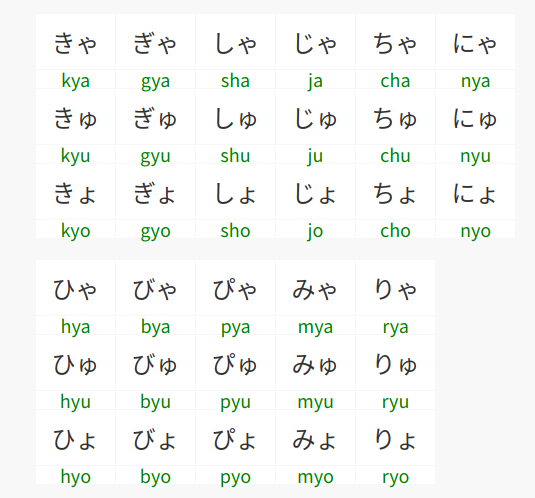 きゃ ぎゃ しゃ じゃ ちゃ にゃ
kya gya sha ja cha nya
きゅ ぎゅ しゅ じゅ ちゅ にゅ
kyu gyu shu ju chu nyu
きょ ぎょ しょ じょ ちょ にょ
kyo gyo sho jo cho nyo
ひゃ びゃ ぴゃ みゃ りゃ
hya bya pya mya rya
ひゅ びゅ ぴゅ みゅ りゅ
hyu byu pyu myu ryu
ひょ びょ ぴょ みょ りょ
hyo byo pyo myo ryo